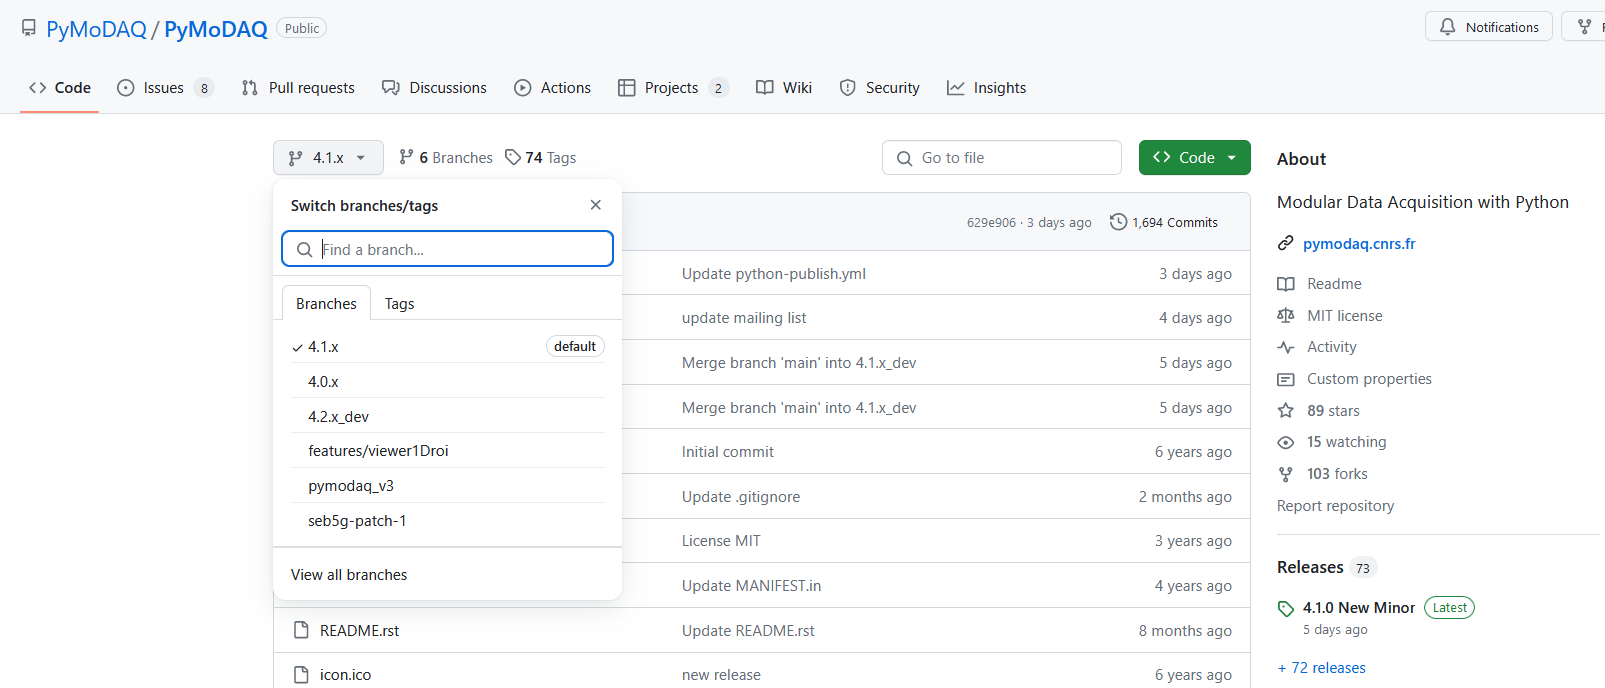 PyMoDAQ / PyMoDAQ Public
Notifications
Code Issues 8 Pull requests Discussions Actions Projects 2 Wiki Security Insights
4.1.x 6 Branches 74 Tags Go to file Code
Switch branches/tags
Find a branch...
Branches Tags
4.1.x default
4.0.x
4.2.x_dev
features/viewer1Droi
pymodaq_v3
seb5g-patch-1
View all branches
629e906 · 3 days ago 1,694 Commits
Update python-publish.yml 3 days ago
update mailing list 4 days ago
Merge branch 'main' into 4.1.x_dev 5 days ago
Merge branch 'main' into 4.1.x_dev 5 days ago
Initial commit 6 years ago
Update .gitignore 2 months ago
License MIT 3 years ago
Update MANIFEST.in 4 years ago
README.rst Update README.rst 8 months ago
icon.ico new release 6 years ago
About
Modular Data Acquisition with Python
pymodaq.cnrs.fr
Readme
MIT license
Activity
Custom properties
89 stars
15 watching
103 forks
Report repository
Releases 73
4.1.0 New Minor Latest
5 days ago
+ 72 releases